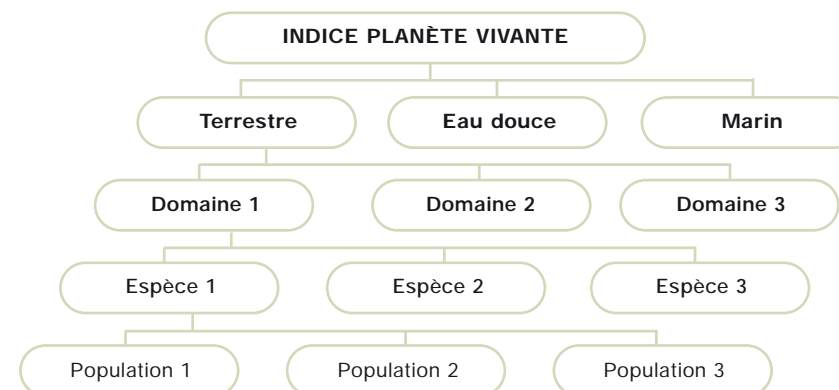 INDICE PLANÈTE VIVANTE
Terrestre Eau douce Marin
Domaine 1 Domaine 2 Domaine 3
Espèce 1 Espèce 2 Espèce 3
Population 1 Population 2 Population 3